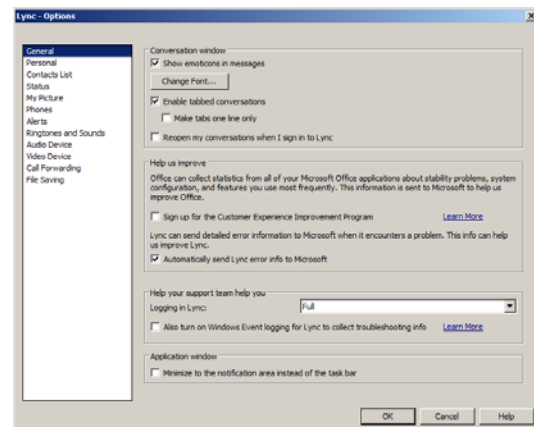 Lync - Options
General
Personal
Contacts List
Status
My Picture
Phones
Alerts
Ringtones and Sounds
Audio Device
Video Device
Call Forwarding
File Saving
Conversation window
Show emoticons in messages
Change Font...
Enable tabbed conversations
Make tabs one line only
Reopen my conversations when I sign in to Lync
Help us improve
Office can collect statistics from all of your Microsoft Office applications about stability problems, system
configuration, and features you use most frequently. This information is sent to Microsoft to help us
improve Office.
Sign up for the Customer Experience Improvement Program Learn More
Lync can send detailed error information to Microsoft when it encounters a problem. This info can help
us improve Lync.
Automatically send Lync error info to Microsoft
Help your support team help you
Logging in Lync: Full
Also turn on Windows Event logging for Lync to collect troubleshooting info Learn More
Application window
Minimize to the notification area instead of the task bar
OK Cancel Help